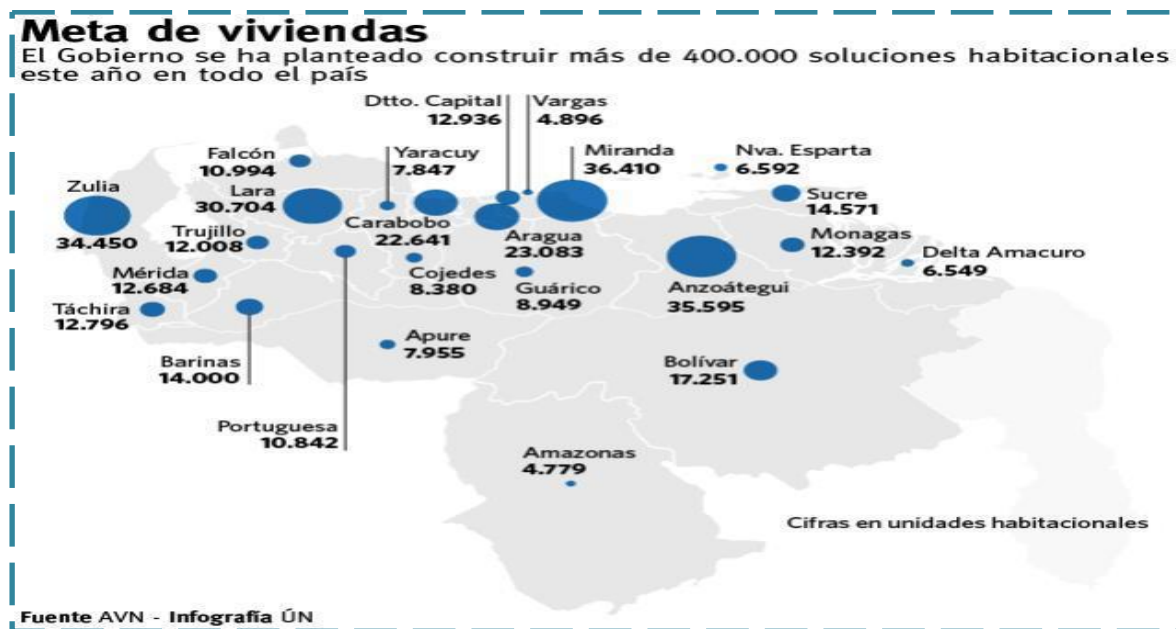 Meta de viviendas
El Gobierno se ha planteado construir más de 400.000 soluciones habitacionales
este año en todo el país
Dtto. Capital
12.936
Vargas
4.896
Falcón
10.994
Yaracuy
7.847
Miranda
36.410
Nva. Esparta
6.592
Zulia
34.450
Lara
30.704
Sucre
14.571
Trujillo
12.008
Carabobo
22.641
Aragua
23.083
Monagas
12.392
Delta Amacuro
6.549
Mérida
12.684
Cojedes
8.380
Guárico
8.949
Anzoátegui
35.595
Táchira
12.796
Apure
7.955
Barinas
14.000
Bolívar
17.251
Portuguesa
10.842
Amazonas
4.779
Cifras en unidades habitacionales
Fuente AVN - Infografía ÚN